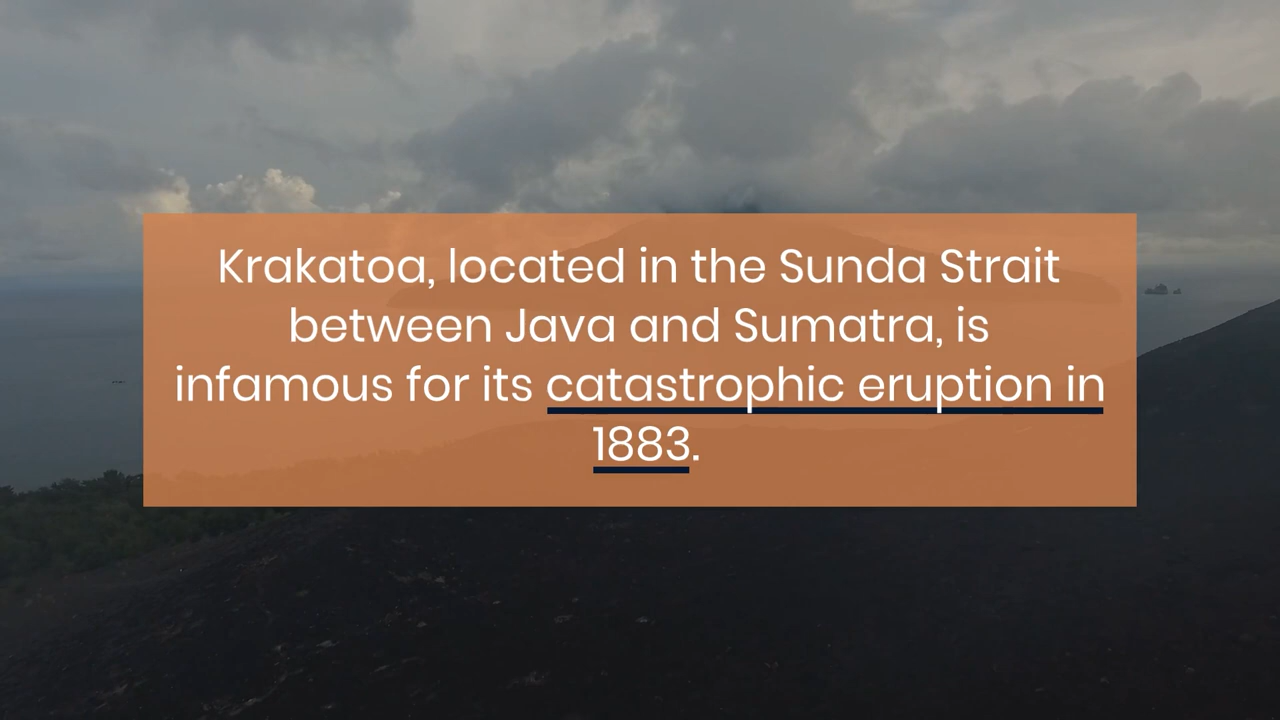 Krakatoa, located in the Sunda Strait
between Java and Sumatra, is
infamous for its catastrophic eruption in
1883.